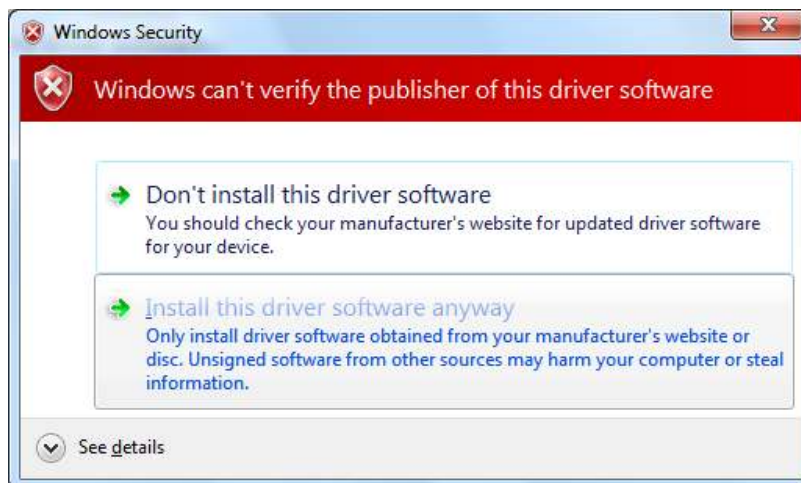 Windows Security
Windows can't verify the publisher of this driver software
Don't install this driver software
You should check your manufacturer's website for updated driver software
for your device.
Install this driver software anyway
Only install driver software obtained from your manufacturer's website or
disc. Unsigned software from other sources may harm your computer or steal
information.
See details